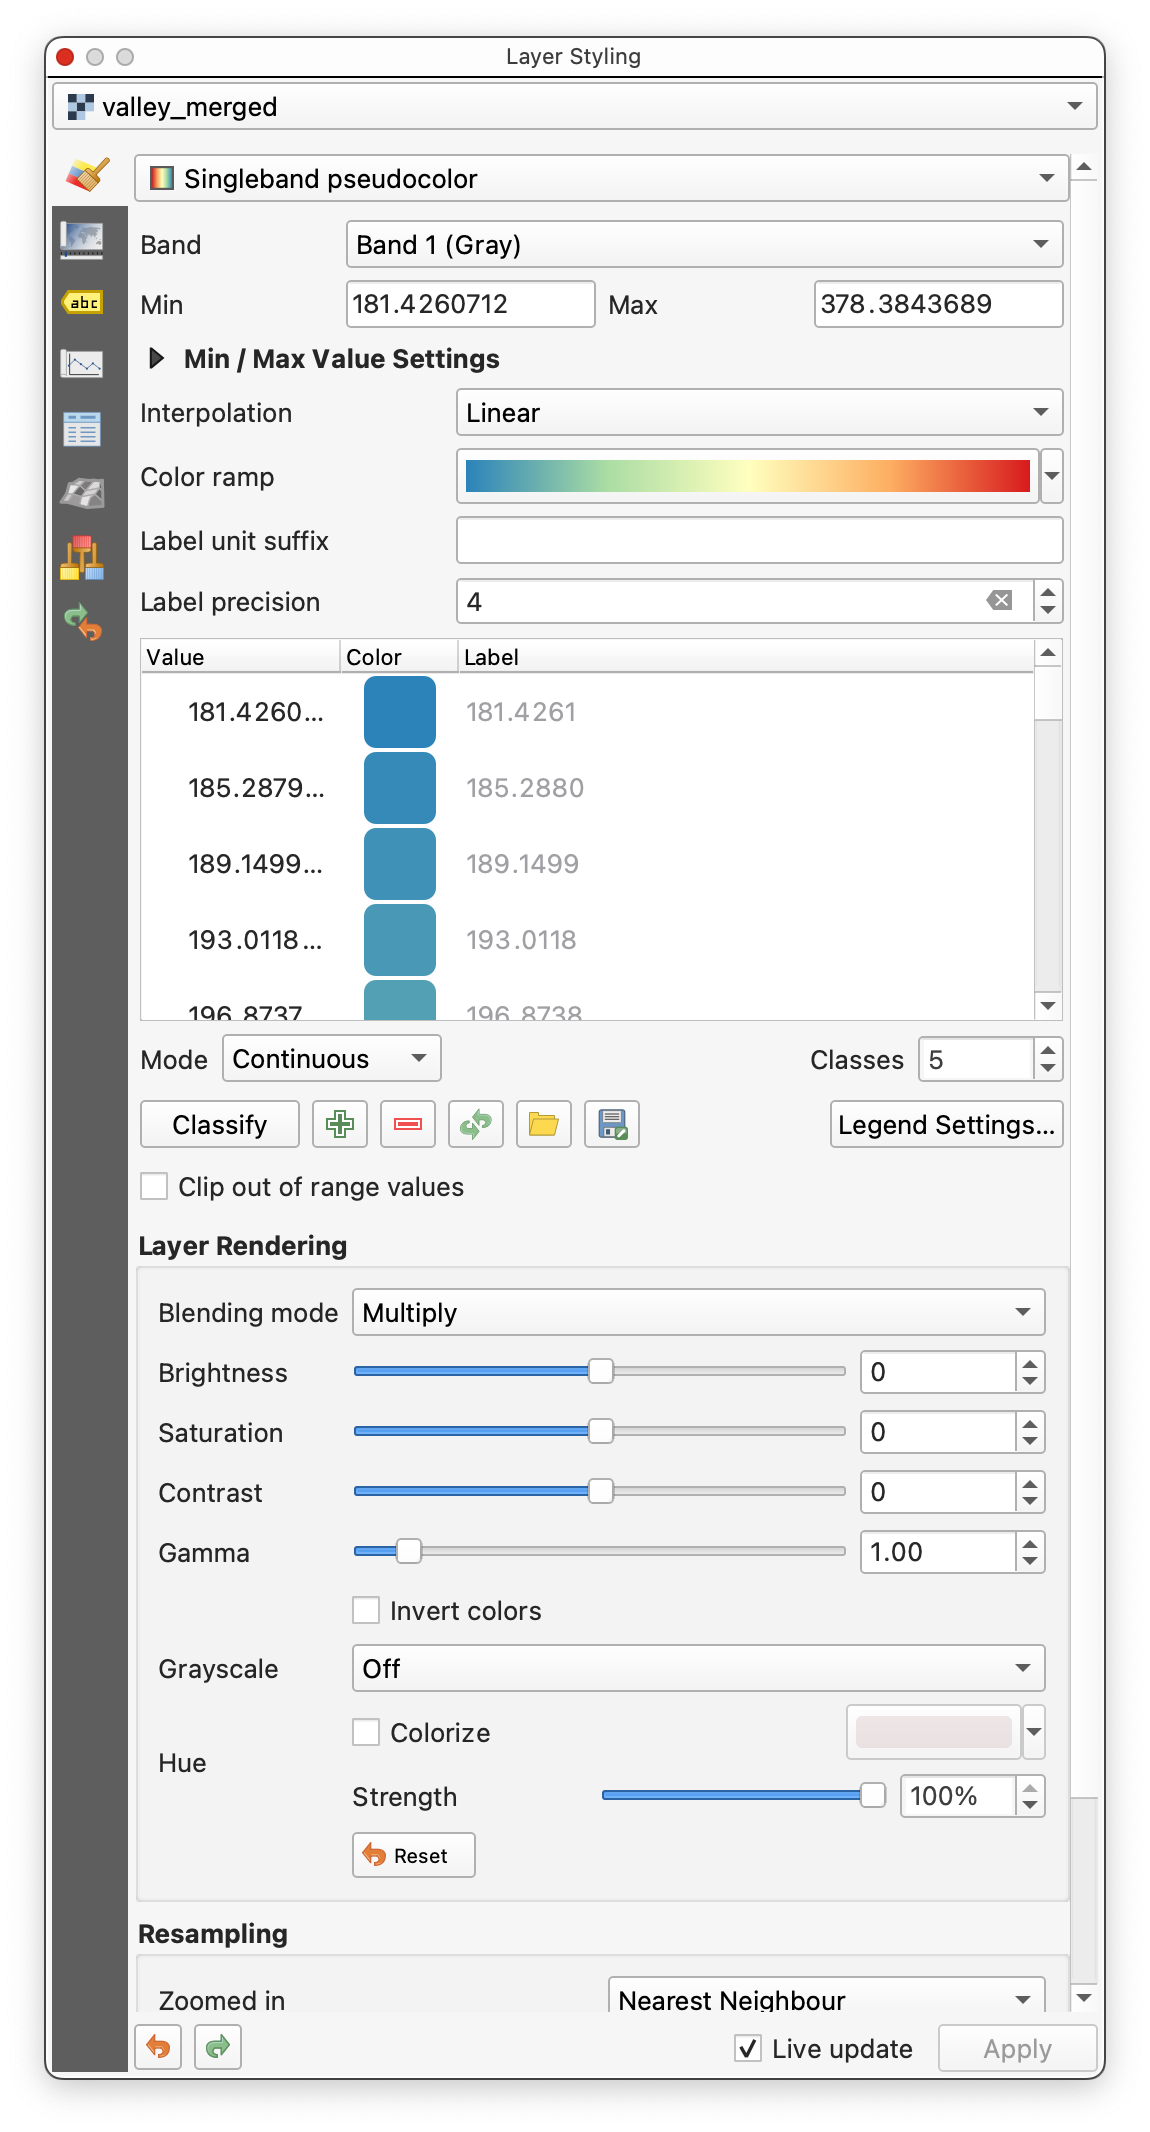 Layer Styling
valley_merged
Singleband pseudocolor
abc
Band
Band 1 (Gray)
Min
181.4260712
Max
378.3843689
Min / Max Value Settings
Interpolation
Linear
Color ramp
Label unit suffix
Label precision
4
Value Color Label
181.4260... 181.4261
185.2879... 185.2880
189.1499... 189.1499
193.0118... 193.0118
196.8737 196.8738
Mode
Continuous
Classes
5
Classify
Legend Settings...
Clip out of range values
Layer Rendering
Blending mode
Multiply
Brightness
0
Saturation
0
Contrast
0
Gamma
1.00
Invert colors
Grayscale
Off
Hue
Colorize
Strength
100%
Reset
Resampling
Zoomed in
Nearest Neighbour
Live update
Apply